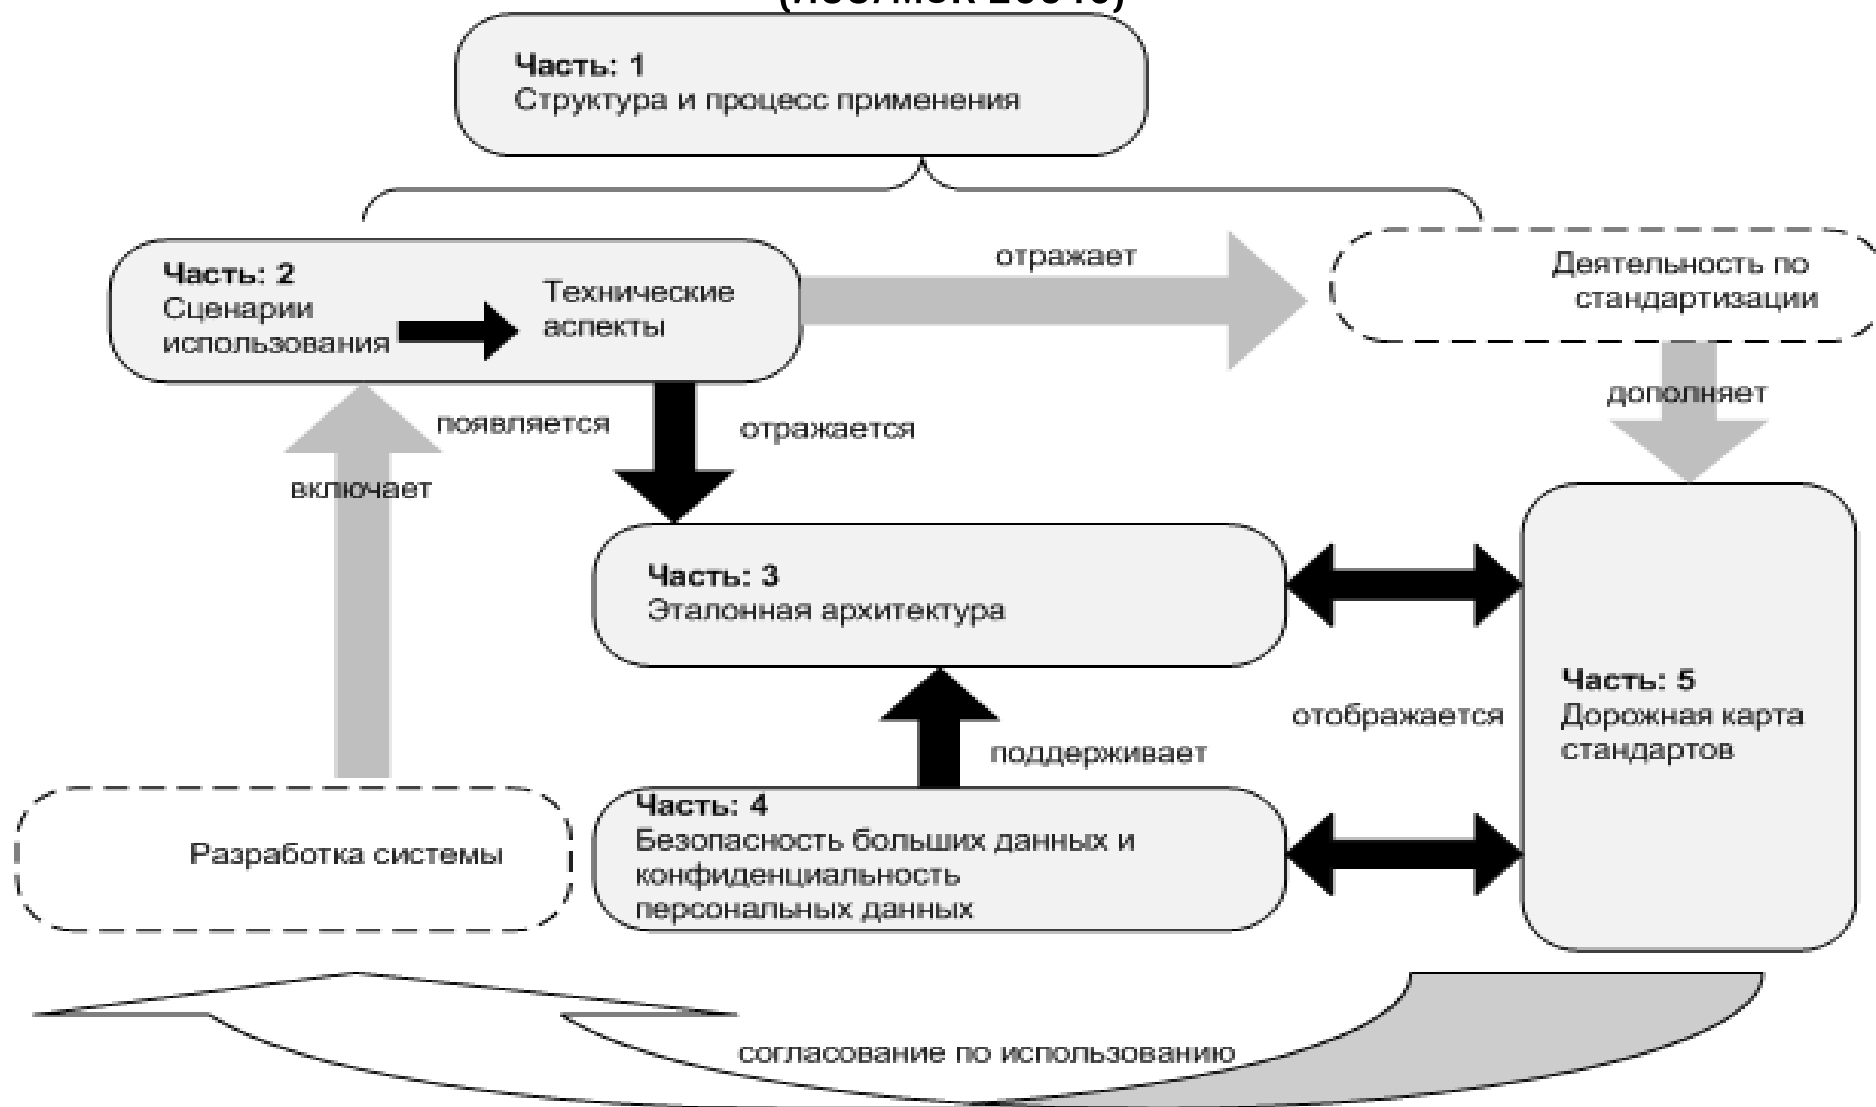 Часть: 1
Структура и процесс применения
отражает
Деятельность по
стандартизации
Часть: 2
Сценарии
использования
Технические
аспекты
дополняет
появляется
отражается
включает
Часть: 3
Эталонная архитектура
Часть: 5
Дорожная карта
стандартов
отображается
поддерживает
Часть: 4
Безопасность больших данных и
конфиденциальность
персональных данных
Разработка системы
согласование по использованию